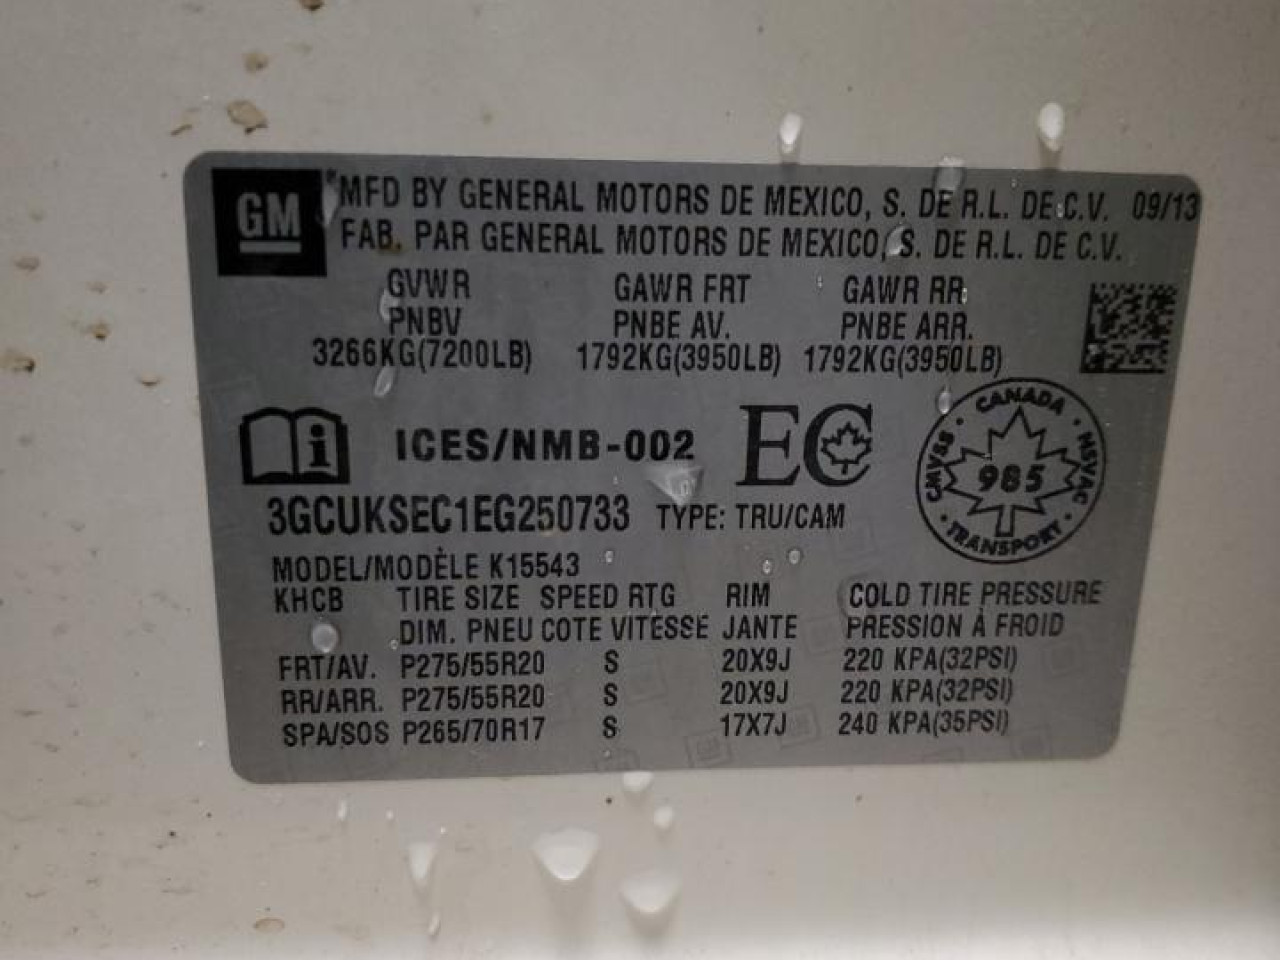 GM
MFD BY GENERAL MOTORS DE MEXICO, S. DE R.L. DE C.V. 09/13
FAB. PAR GENERAL MOTORS DE MEXICO, S. DE R.L. DE C.V.
GVWR GAWR FRT GAWR RR
PNBV PNBE AV. PNBE ARR.
3266KG(7200LB) 1792KG(3950LB) 1792KG(3950LB)
i ICES/NMB-002 EC
CANADA
CMVSS 985 NSVAC
TRANSPORT
3GCUKSEC1EG250733 TYPE: TRU/CAM
MODEL/MODÈLE K15543
KHCB TIRE SIZE SPEED RTG RIM COLD TIRE PRESSURE
DIM. PNEU COTE VITESSE JANTE PRESSION À FROID
FRT/AV. P275/55R20 S 20X9J 220 KPA(32PSI)
RR/ARR. P275/55R20 S 20X9J 220 KPA(32PSI)
SPA/SOS P265/70R17 S 17X7J 240 KPA(35PSI)